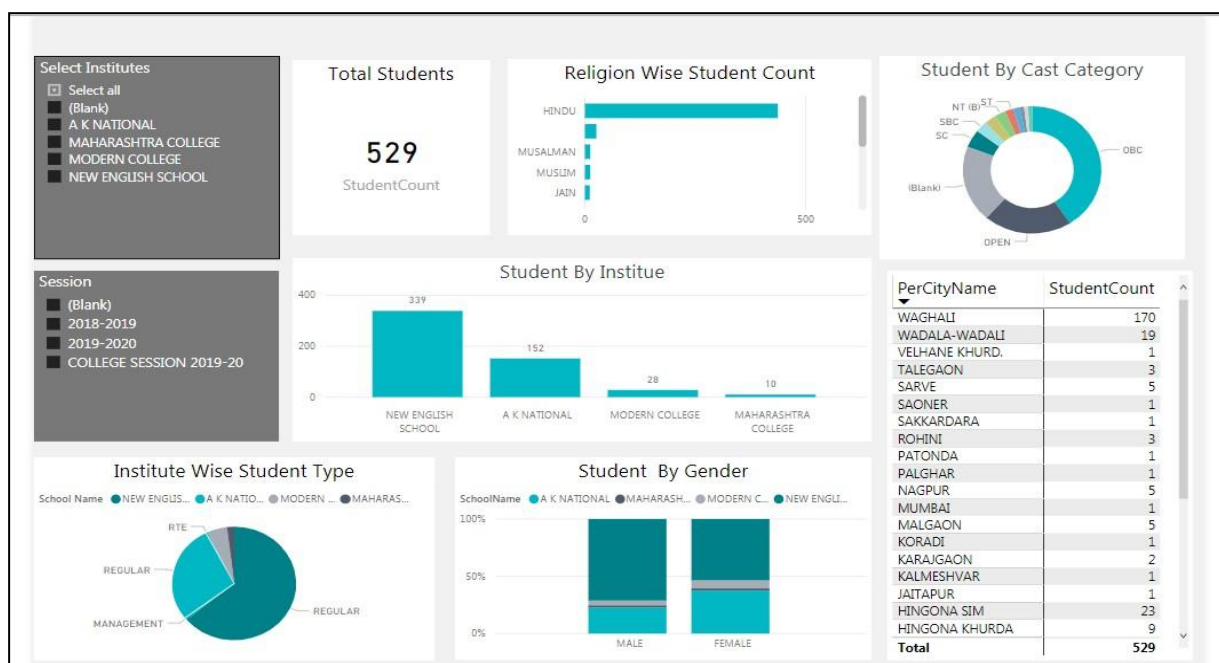 Select Institutes
Select all
(Blank)
A K NATIONAL
MAHARASHTRA COLLEGE
MODERN COLLEGE
NEW ENGLISH SCHOOL
Total Students
529
StudentCount
Religion Wise Student Count
HINDU
MUSALMAN
MUSLIM
JAIN
0 500
Student By Cast Category
NT (B) ST
SBC
SC
OBC
(Blank)
OPEN
Session
(Blank)
2018-2019
2019-2020
COLLEGE SESSION 2019-20
Student By Institue
400
339
200
152
28
10
0
NEW ENGLISH SCHOOL
A K NATIONAL
MODERN COLLEGE
MAHARASHTRA COLLEGE
PerCityName StudentCount
WAGHALI 170
WADALA-WADALI 19
VELHANE KHURD. 1
TALEGAON 3
SARVE 5
SAONER 1
SAKKARDARA 1
ROHINI 3
PATONDA 1
PALGHAR 1
NAGPUR 5
MUMBAI 1
MALGAON 5
KORADI 1
KARAJGAON 2
KALMESHVAR 1
JAITAPUR 1
HINGONA SIM 23
HINGONA KHURDA 9
Total 529
Institute Wise Student Type
School Name NEW ENGLIS... A K NATIO... MODERN ... MAHARAS...
RTE
REGULAR
MANAGEMENT
REGULAR
Student By Gender
SchoolName A K NATIONAL MAHARASH... MODERN C... NEW ENGLI...
100%
50%
0%
MALE FEMALE